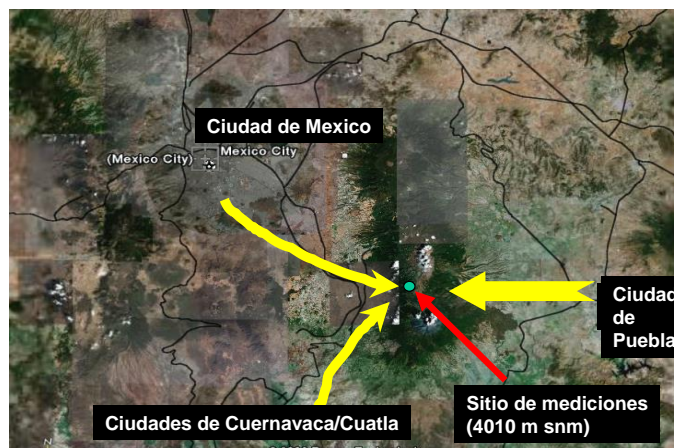 Ciudad de Mexico
(Mexico City)
Mexico City
Ciudad
de
Puebla
Sitio de mediciones
(4010 m snm)
Ciudades de Cuernavaca/Cuatla
N